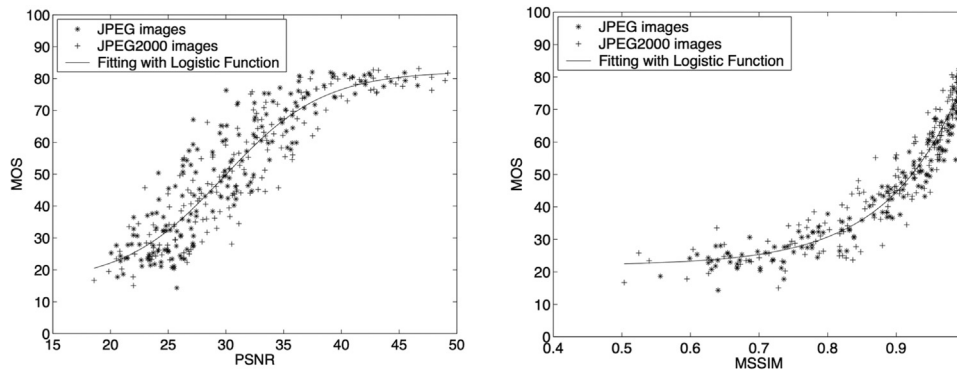 100
90
80
70
60
50
40
30
20
10
0
MOS
* JPEG images
+ JPEG2000 images
Fitting with Logistic Function
15 20 25 30 35 40 45 50
PSNR
100
90
80
70
60
50
40
30
20
10
0
MOS
* JPEG images
+ JPEG2000 images
Fitting with Logistic Function
0.4 0.5 0.6 0.7 0.8 0.9
MSSIM